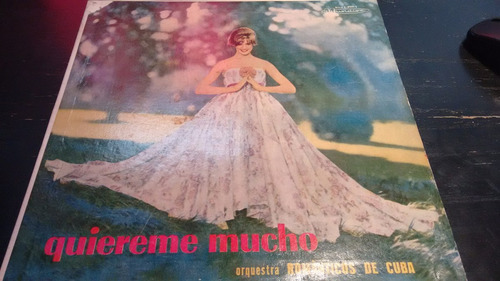 quiereme mucho
orquestra ROMANTICOS DE CUBA